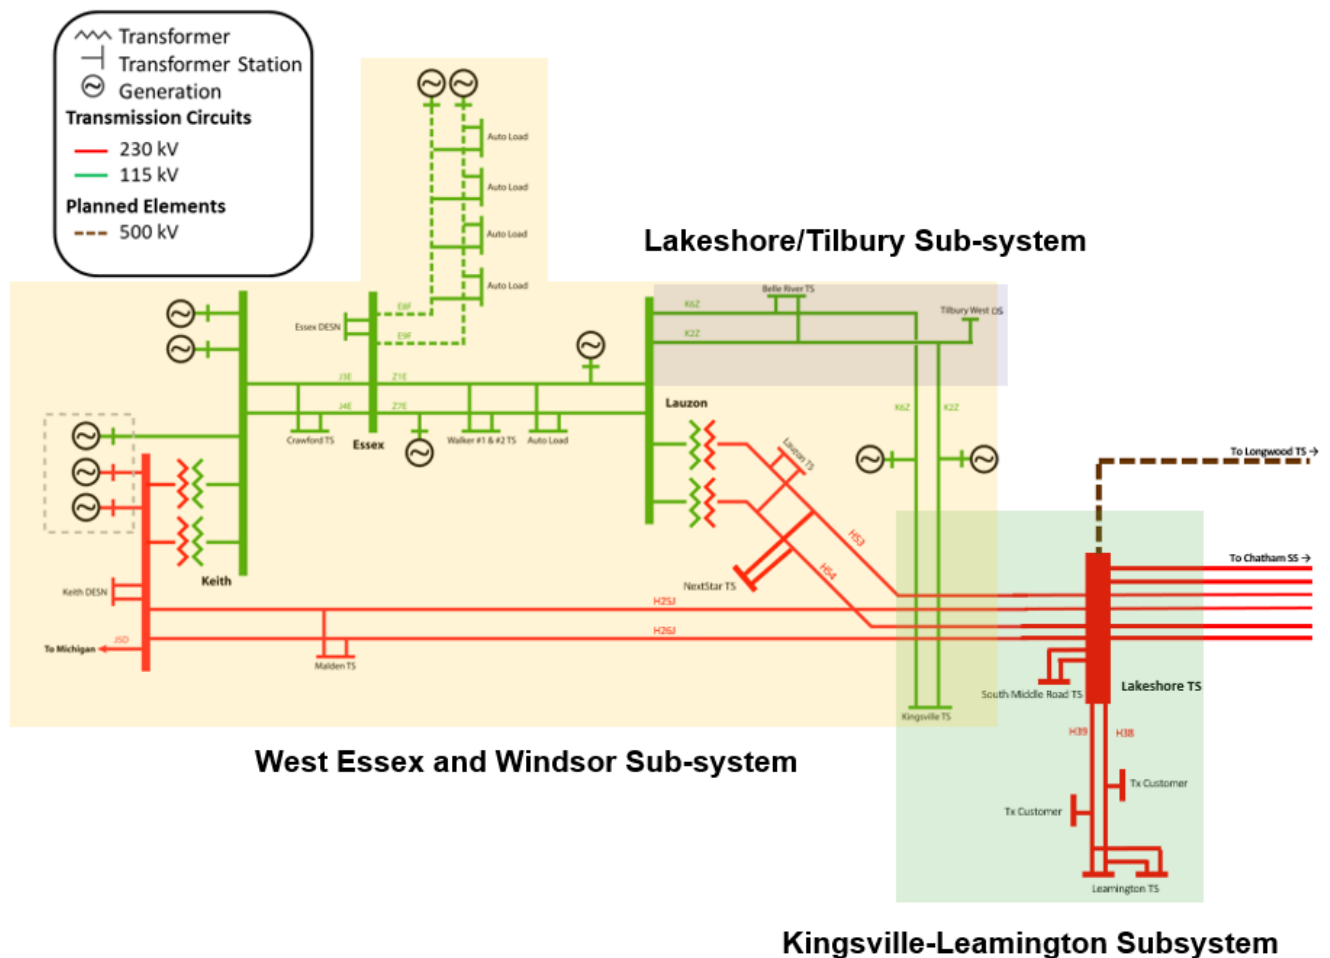 Transformer
Transformer Station
Generation
Transmission Circuits
230 kV
115 kV
Planned Elements
500 kV
Auto Load
Auto Load
Auto Load
Auto Load
Lakeshore/Tilbury Sub-system
Belle River TS
K6Z
Tilbury West DS
E8F
Essex DESN
E9F
K2Z
J3E
Z1E
Lauzon
J4E
Z7E
K6Z
K2Z
Crawford TS
Essex
Walker #1 & #2 TS
Auto Load
Lauzon TS
To Longwood TS →
H53
To Chatham SS →
H54
Keith
NextStar TS
Keith DESN
H25J
H26J
J5D
To Michigan
Malden TS
South Middle Road TS
Lakeshore TS
Kingsville TS
H39
H38
West Essex and Windsor Sub-system
Tx Customer
Tx Customer
Leamington TS
Kingsville-Leamington Subsystem